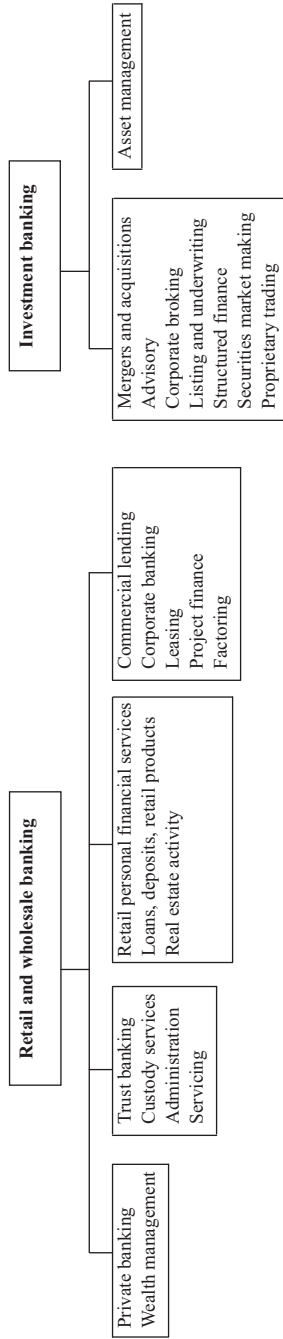 Retail and wholesale banking
Private banking
Wealth management
Trust banking
Custody services
Administration
Servicing
Retail personal financial services
Loans, deposits, retail products
Real estate activity
Commercial lending
Corporate banking
Leasing
Project finance
Factoring
Investment banking
Mergers and acquisitions
Advisory
Corporate broking
Listing and underwriting
Structured finance
Securities market making
Proprietary trading
Asset management